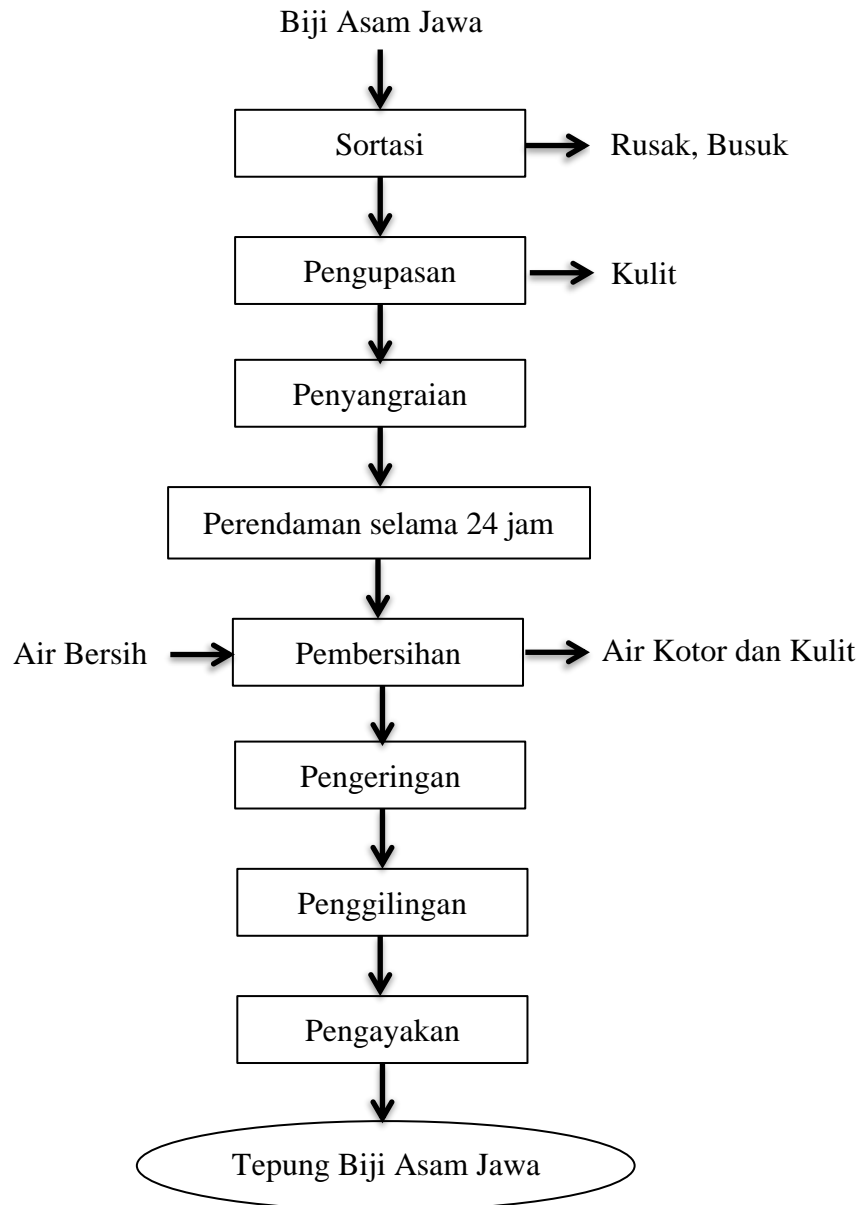 Biji Asam Jawa
Sortasi
Rusak, Busuk
Pengupasan
Kulit
Penyangraian
Perendaman selama 24 jam
Air Bersih
Pembersihan
Air Kotor dan Kulit
Pengeringan
Penggilingan
Pengayakan
Tepung Biji Asam Jawa